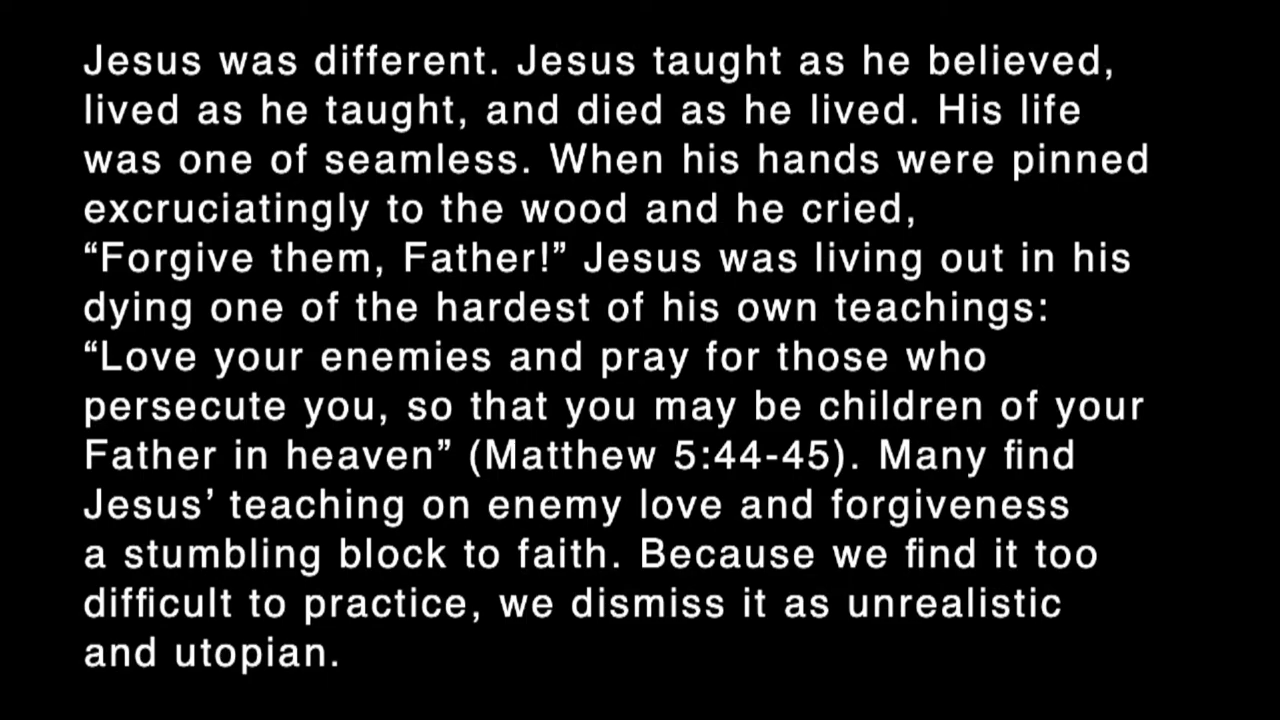 Jesus was different. Jesus taught as he believed,
lived as he taught, and died as he lived. His life
was one of seamless. When his hands were pinned
excruciatingly to the wood and he cried,
“Forgive them, Father!” Jesus was living out in his
dying one of the hardest of his own teachings:
“Love your enemies and pray for those who
persecute you, so that you may be children of your
Father in heaven” (Matthew 5:44-45). Many find
Jesus’ teaching on enemy love and forgiveness
a stumbling block to faith. Because we find it too
difficult to practice, we dismiss it as unrealistic
and utopian.